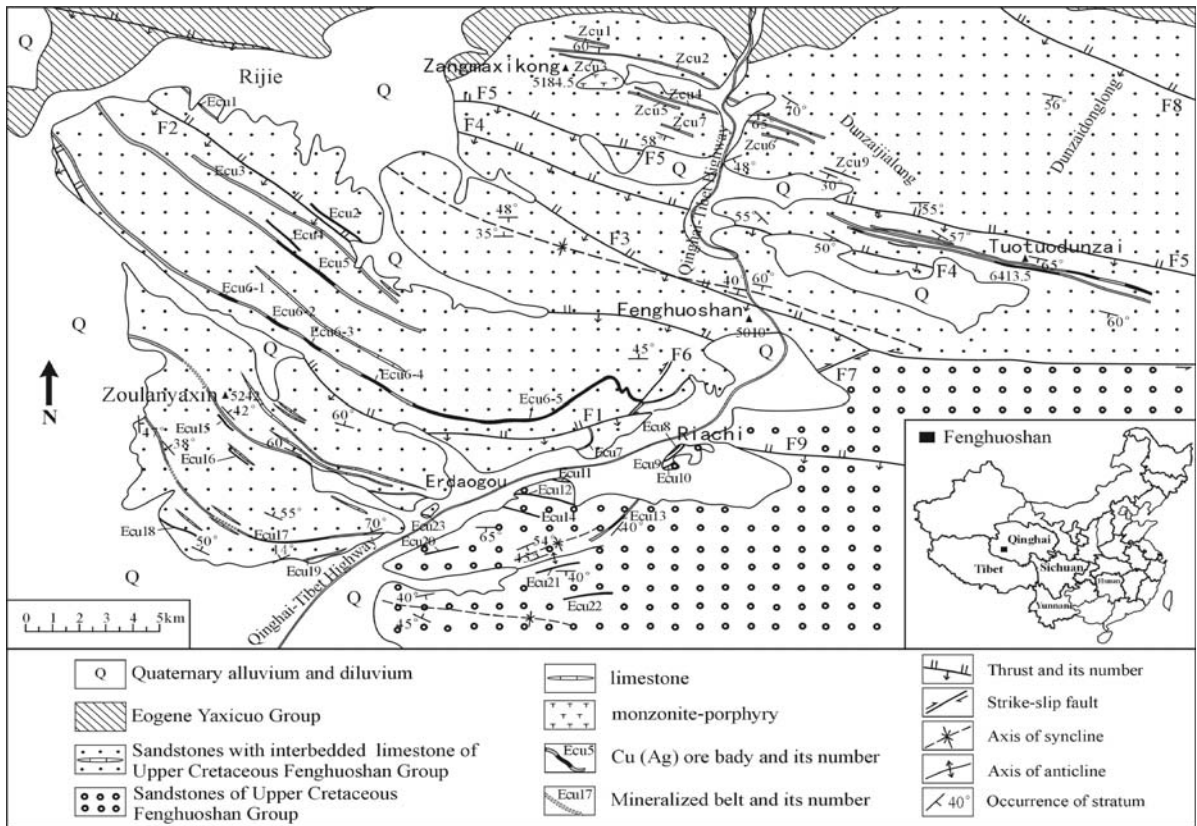 Q
Rijie
Q
Zcu1
60°
Zcu2
Zangmaxikong
Zcu3
5184.5
Ecu1
F2
F5
F4
Zcu4
Zcu5
Zcu7
58°
F5
Q
70°
65°
Zcu6
48°
Qinghai-Tibet Highway
Dunzaijialong
Dunzaidonglong
56°
F8
Zcu9
30°
Q
Ecu3
Ecu2
Ecu4
Ecu5
Q
48°
35°
F3
55°
50°
55°
57°
Tuotuodunzai
65°
6413.5
F4
F5
Q
60°
Ecu6-1
Ecu6-2
Ecu6-3
Q
Ecu6-4
Ecu6-5
Fenghuoshan
5010
40°
60°
Q
45°
F6
F7
N
Zoulanyaxin
5242
42°
Ecu15
47°
38°
Ecu16
60°
60°
F1
Ecu7
Ecu8
Riachi
Ecu9
Ecu10
F9
Erdaogou
Ecu11
Ecu12
Ecu14
Ecu13
40°
Ecu18
50°
Ecu17
55°
14°
70°
Ecu19
Ecu23
Ecu20
65°
54°
Ecu21
40°
Ecu22
Q
Q
40°
45°
Qinghai-Tibet Highway
0 1 2 3 4 5km
Fenghuoshan
Qinghai
Tibet
Sichuan
Hunan
Yunnan
Q
Quaternary alluvium and diluvium
Eogene Yaxicuo Group
Sandstones with interbedded limestone of
Upper Cretaceous Fenghuoshan Group
Sandstones of Upper Cretaceous
Fenghuoshan Group
limestone
monzonite-porphyry
Ecu5
Cu (Ag) ore bady and its number
Ecu17
Mineralized belt and its number
Thrust and its number
Strike-slip fault
Axis of syncline
Axis of anticline
40°
Occurrence of stratum